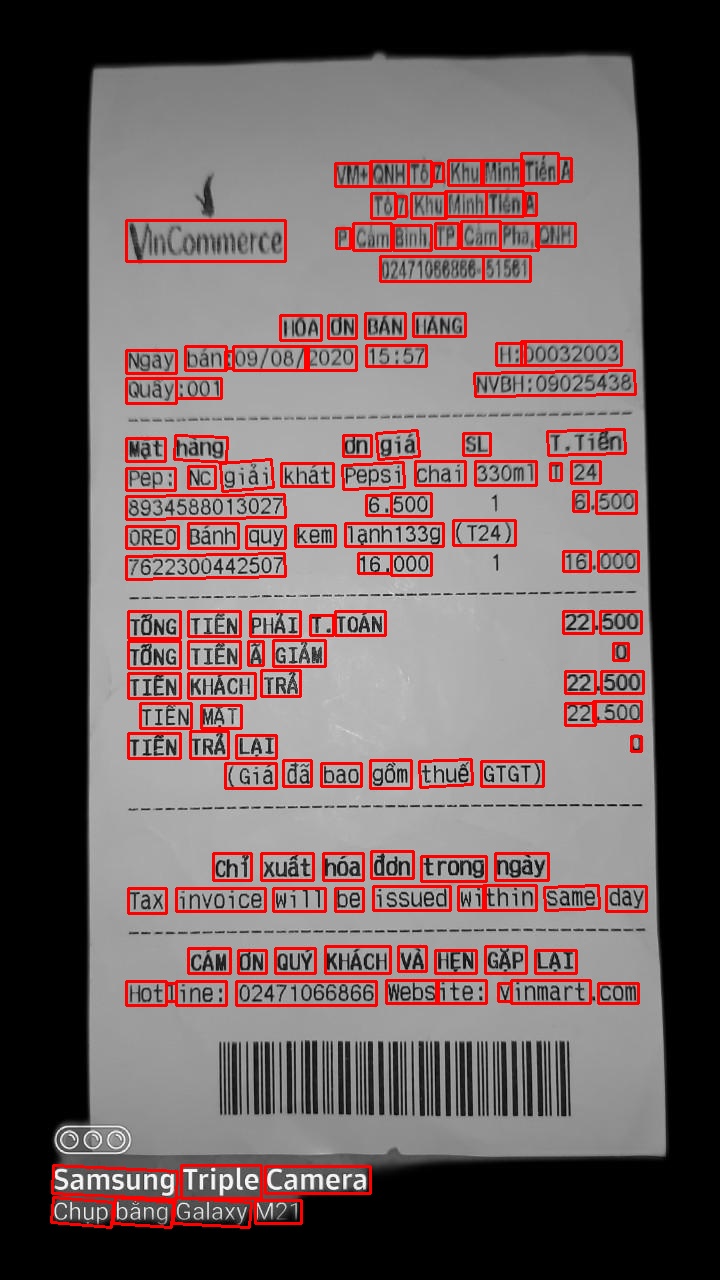 VM+ QNH Tổ 7 Khu Minh Tiến A
Tổ 7 Khu Minh Tiến A
VinCommerce
P. Cẩm Bình, TP Cẩm Phả, QNH
02471066866-51561
HÓA ĐN BÁN HÀNG
Ngày bán:09/08/2020 15:57 H:00032003
Quầy:001 NVBH:09025438
Mặt hàng Đn giá SL T.Tiền
Pep: NC giải khát Pepsi chai 330ml T 24
8934588013027 6.500 1 6.500
OREO Bánh quy kem lạnh133g (T24)
7622300442507 16.000 1 16.000
TỔNG TIỀN PHẢI T.TOÁN 22.500
TỔNG TIỀN Ã GIẢM 0
TIỀN KHÁCH TRẢ 22.500
TIỀN MẶT 22.500
TIỀN TRẢ LẠI 0
(Giá đã bao gồm thuế GTGT)
Chỉ xuất hóa đơn trong ngày
Tax invoice will be issued within same day
CÁM ƠN QUÝ KHÁCH VÀ HẸN GẶP LẠI
Hotline: 02471066866 Website: vinmart.com
Samsung Triple Camera
Chụp bằng Galaxy M21